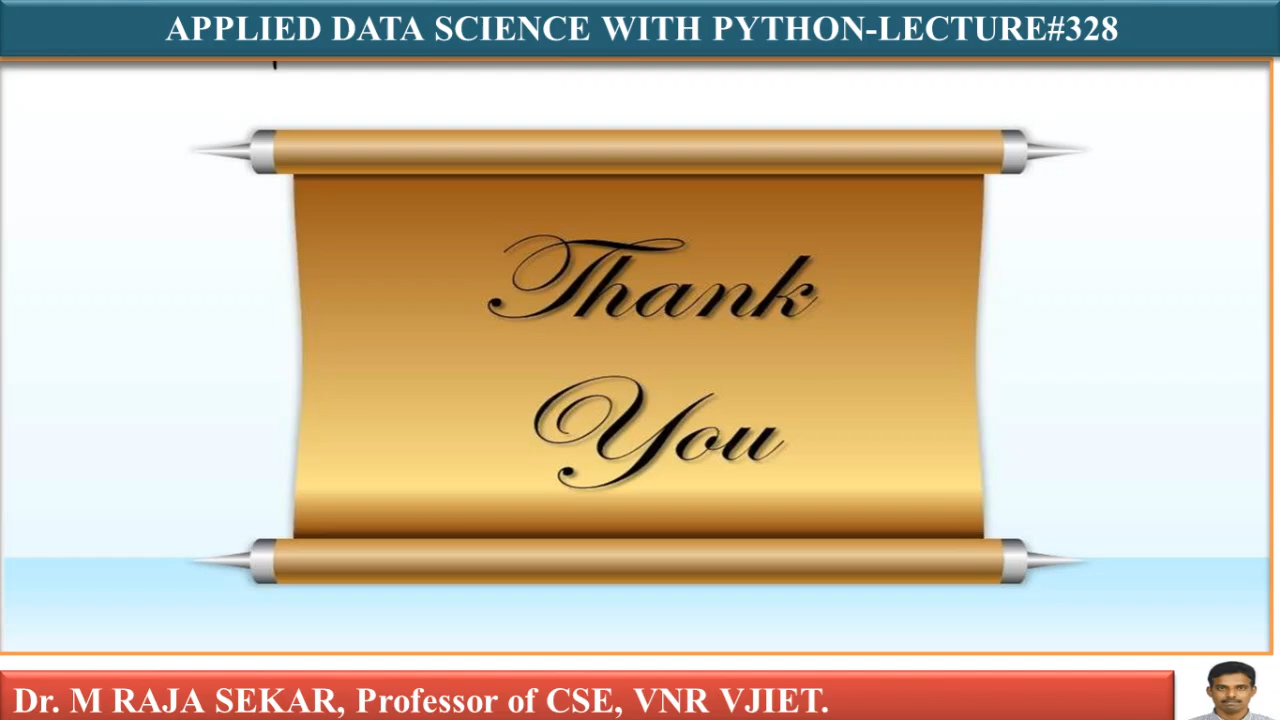 APPLIED DATA SCIENCE WITH PYTHON-LECTURE#328
Thank
You
Dr. M RAJA SEKAR, Professor of CSE, VNR VJIET.